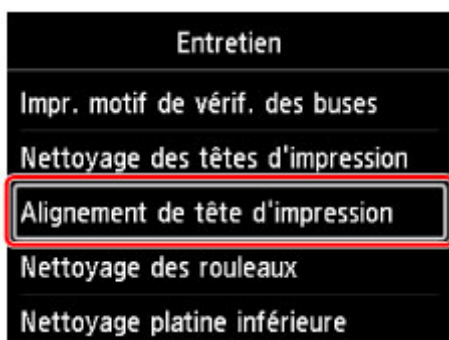 Entretien
Impr. motif de vérif. des buses
Nettoyage des têtes d'impression
Alignement de tête d'impression
Nettoyage des rouleaux
Nettoyage platine inférieure